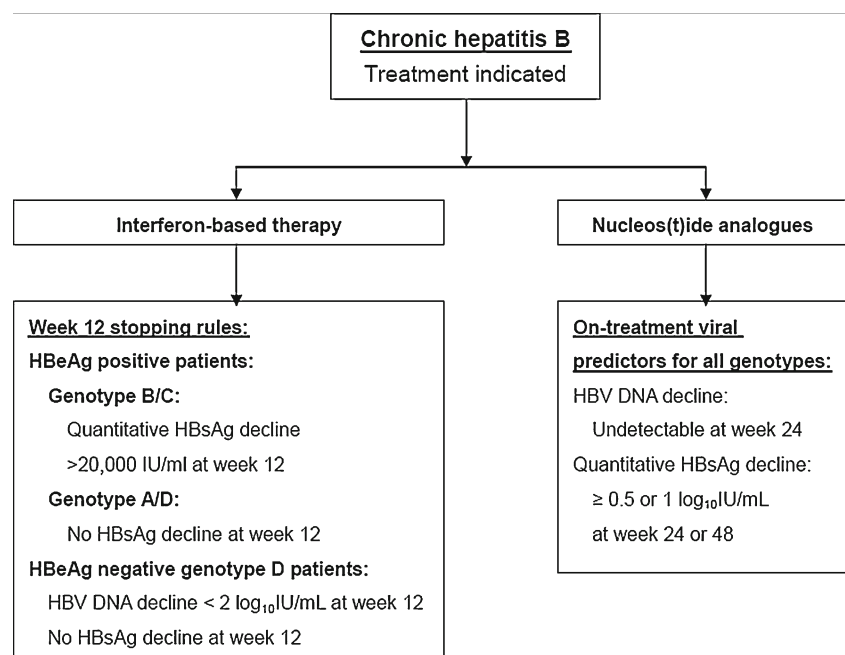 Chronic hepatitis B
Treatment indicated
Interferon-based therapy
Nucleos(t)ide analogues
Week 12 stopping rules:
HBeAg positive patients:
Genotype B/C:
Quantitative HBsAg decline
>20,000 IU/ml at week 12
Genotype A/D:
No HBsAg decline at week 12
HBeAg negative genotype D patients:
HBV DNA decline < 2 log₁₀IU/mL at week 12
No HBsAg decline at week 12
On-treatment viral
predictors for all genotypes:
HBV DNA decline:
Undetectable at week 24
Quantitative HBsAg decline:
≥ 0.5 or 1 log₁₀IU/mL
at week 24 or 48